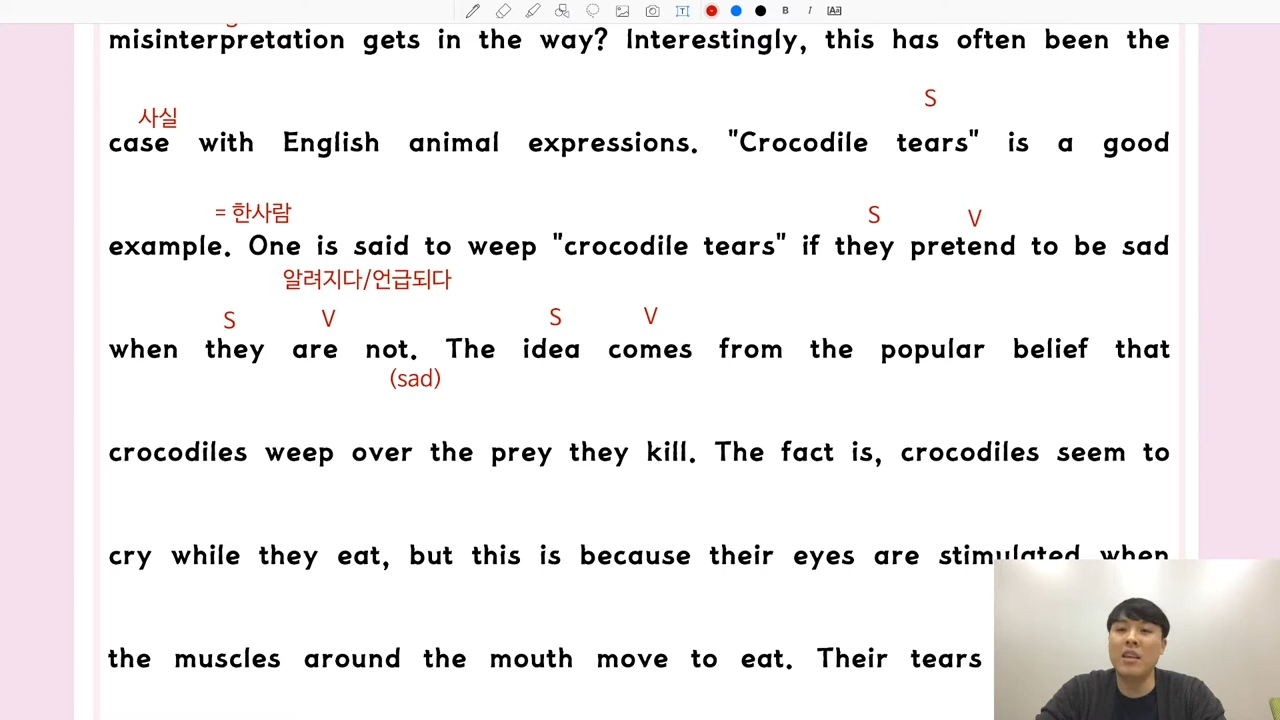 misinterpretation gets in the way? Interestingly, this has often been the
S
사실
case with English animal expressions. "Crocodile tears" is a good
= 한사람 S V
example. One is said to weep "crocodile tears" if they pretend to be sad
알려지다/언급되다
S V S V
when they are not. The idea comes from the popular belief that
(sad)
crocodiles weep over the prey they kill. The fact is, crocodiles seem to
cry while they eat, but this is because their eyes are stimulated when
the muscles around the mouth move to eat. Their tears